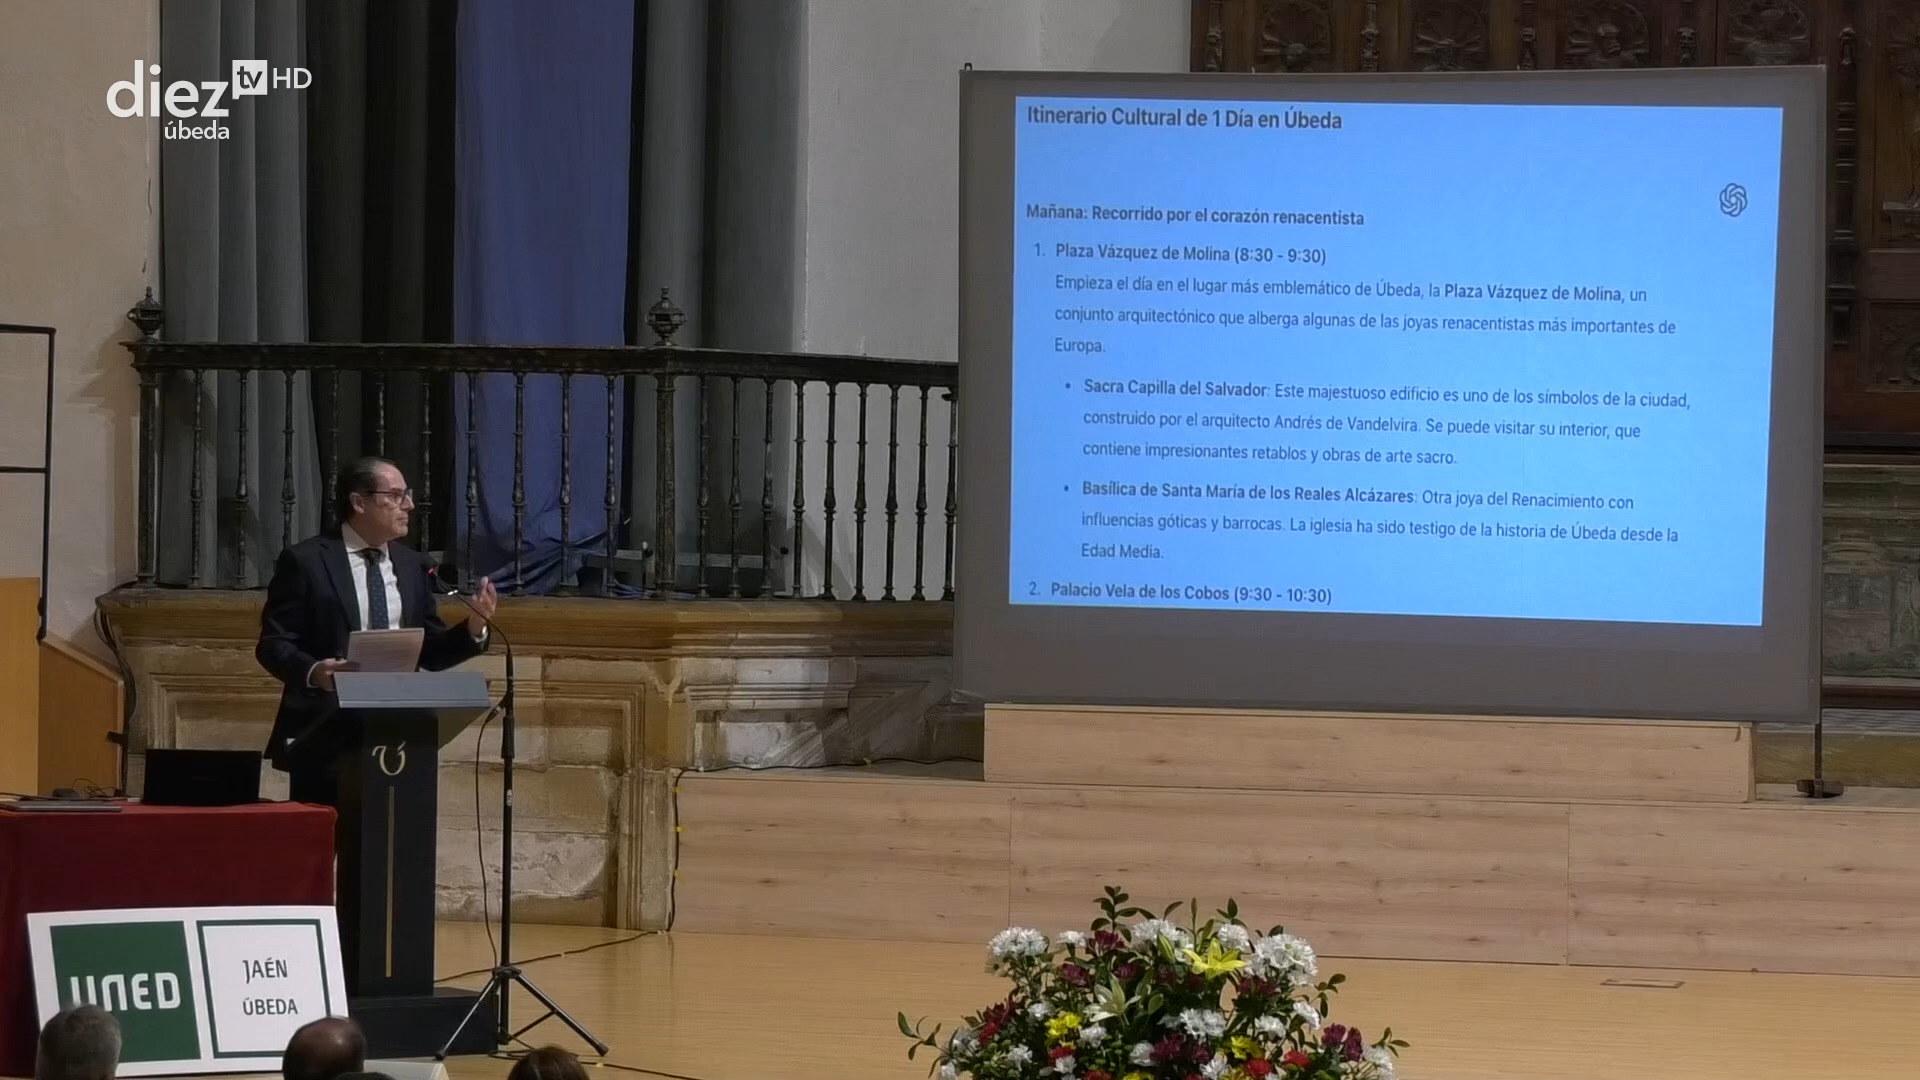 diez tv HD
úbeda
Itinerario Cultural de 1 Día en Úbeda
Mañana: Recorrido por el corazón renacentista
1. Plaza Vázquez de Molina (8:30 - 9:30)
Empieza el día en el lugar más emblemático de Úbeda, la Plaza Vázquez de Molina, un
conjunto arquitectónico que alberga algunas de las joyas renacentistas más importantes de
Europa.
• Sacra Capilla del Salvador: Este majestuoso edificio es uno de los símbolos de la ciudad,
construido por el arquitecto Andrés de Vandelvira. Se puede visitar su interior, que
contiene impresionantes retablos y obras de arte sacro.
• Basílica de Santa María de los Reales Alcázares: Otra joya del Renacimiento con
influencias góticas y barrocas. La iglesia ha sido testigo de la historia de Úbeda desde la
Edad Media.
2. Palacio Vela de los Cobos (9:30 - 10:30)
Ú
UNED
JAÉN
ÚBEDA